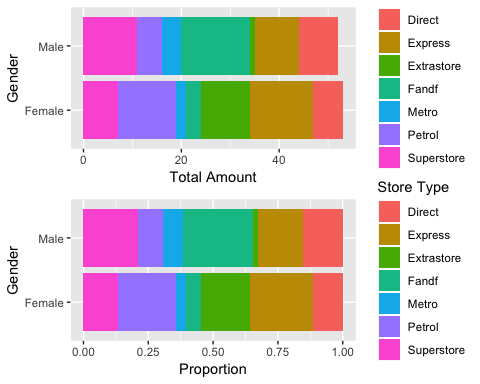 Gender
Male
Female
0
20
40
Total Amount
Direct
Express
Extrastore
Fandf
Metro
Petrol
Superstore
Gender
Male
Female
0.00
0.25
0.50
0.75
1.00
Proportion
Store Type
Direct
Express
Extrastore
Fandf
Metro
Petrol
Superstore